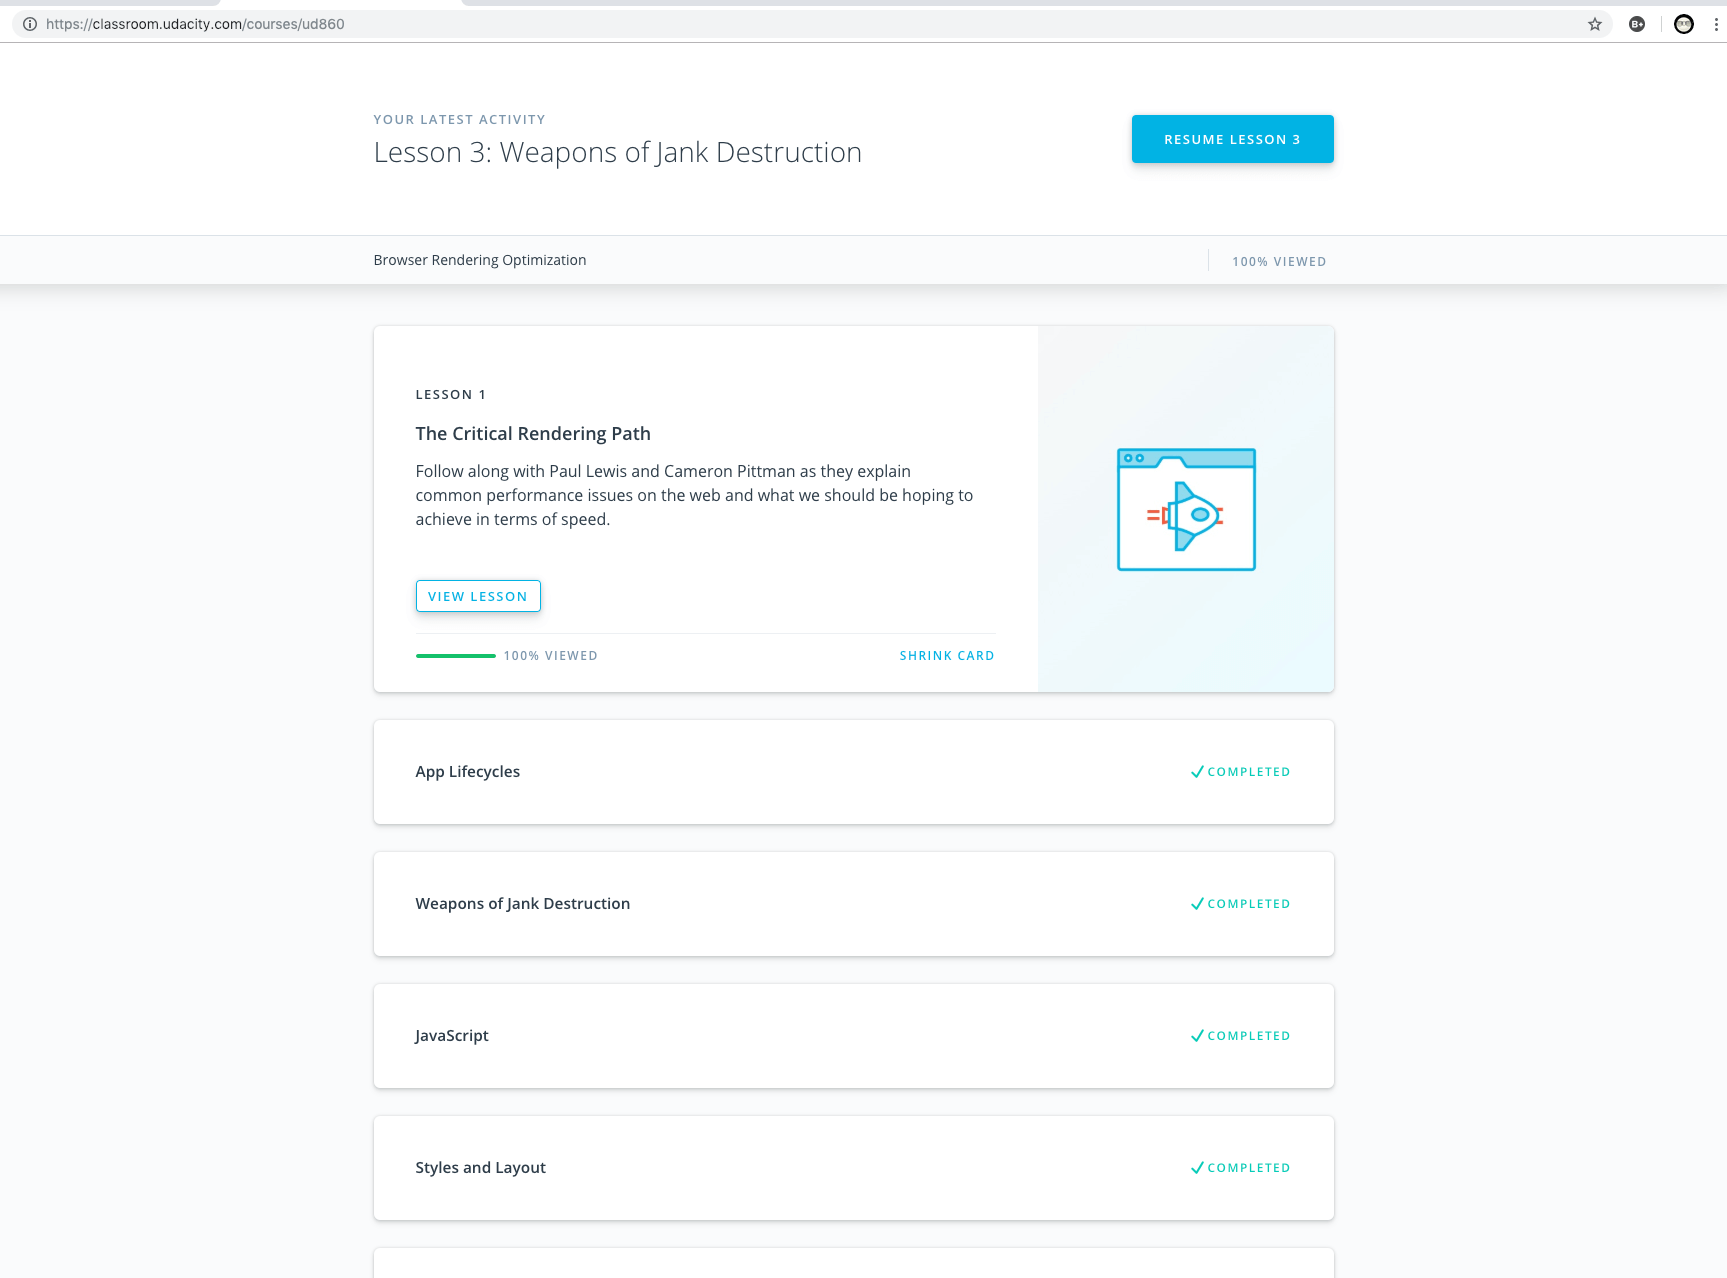 https://classroom.udacity.com/courses/ud860
B+
YOUR LATEST ACTIVITY
Lesson 3: Weapons of Jank Destruction
RESUME LESSON 3
Browser Rendering Optimization
100% VIEWED
LESSON 1
The Critical Rendering Path
Follow along with Paul Lewis and Cameron Pittman as they explain
common performance issues on the web and what we should be hoping to
achieve in terms of speed.
VIEW LESSON
100% VIEWED
SHRINK CARD
App Lifecycles
COMPLETED
Weapons of Jank Destruction
COMPLETED
JavaScript
COMPLETED
Styles and Layout
COMPLETED